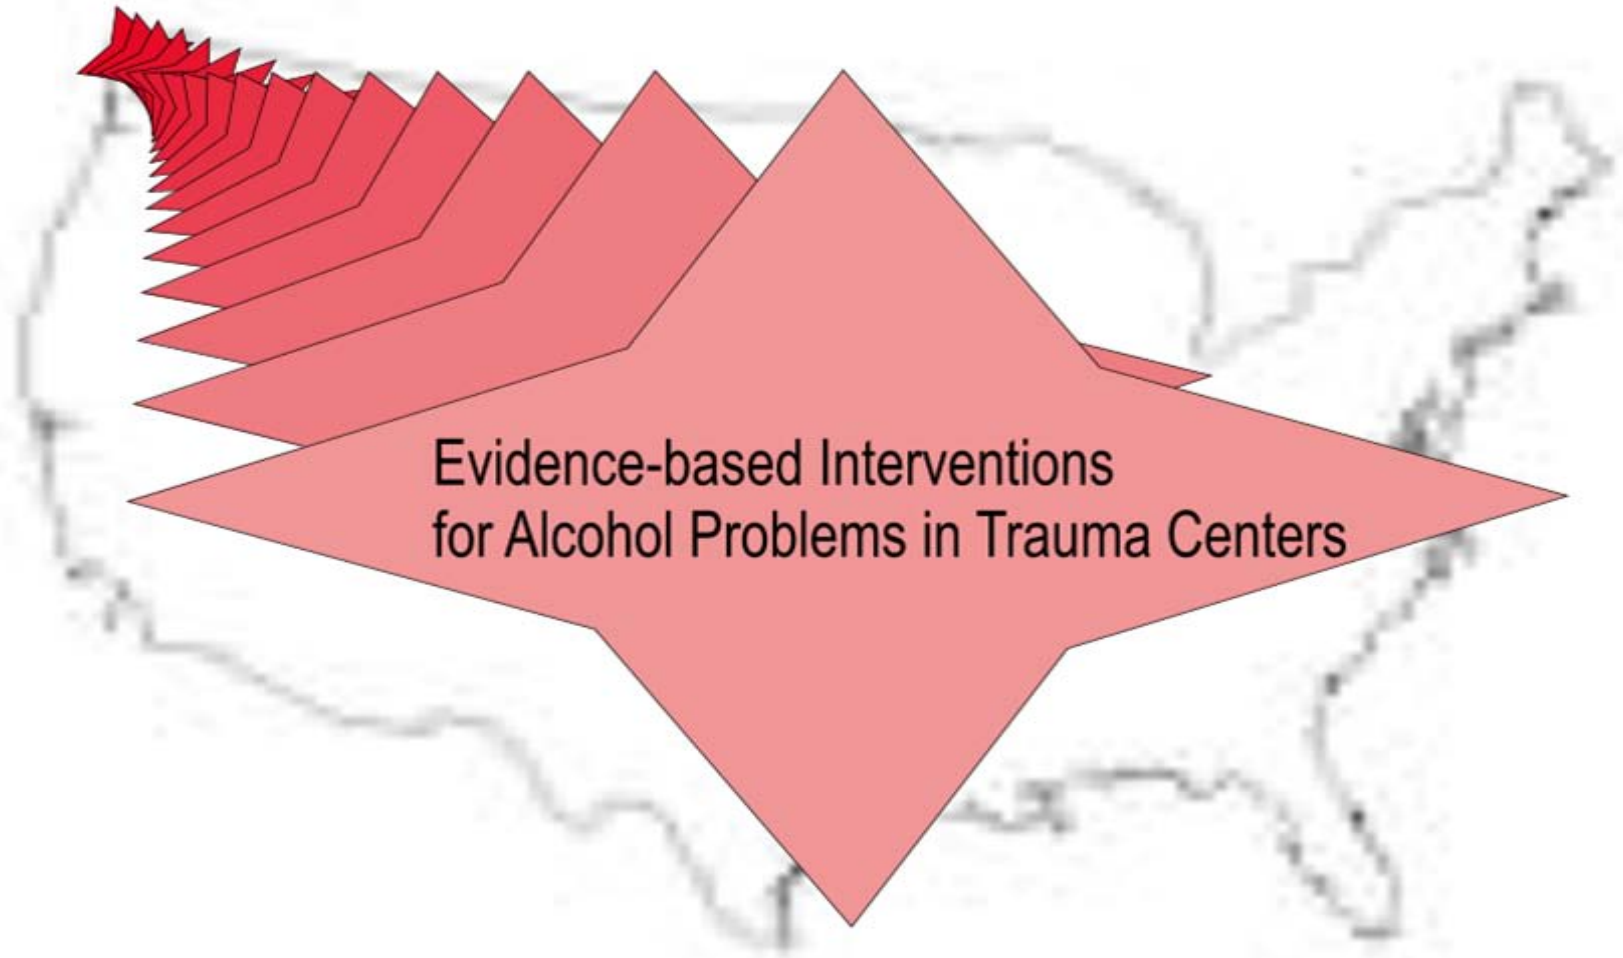 Evidence-based Interventions
for Alcohol Problems in Trauma Centers